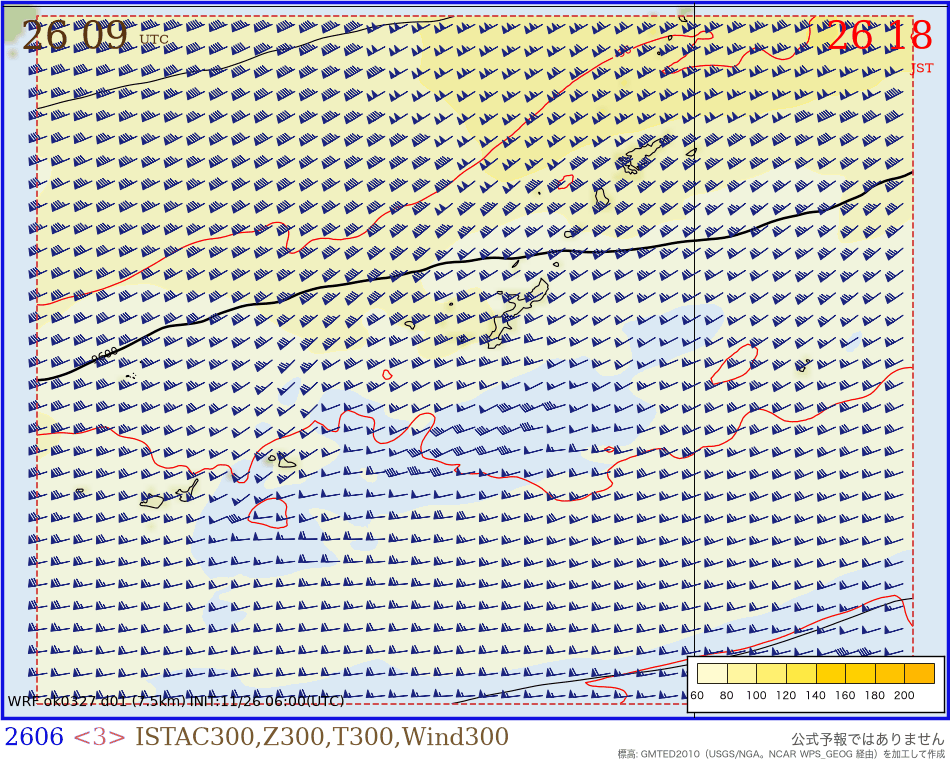 26 09 UTC
26 18
JST
9600
WRF ok0327 d01 (7.5km) INIT:11/26 06:00(UTC)
60 80 100 120 140 160 180 200
2606 <3> ISTAC300,Z300,T300,Wind300
公式予報ではありません
標高: GMTED2010（USGS/NGA。NCAR WPS_GEOG 経由）を加工して作成